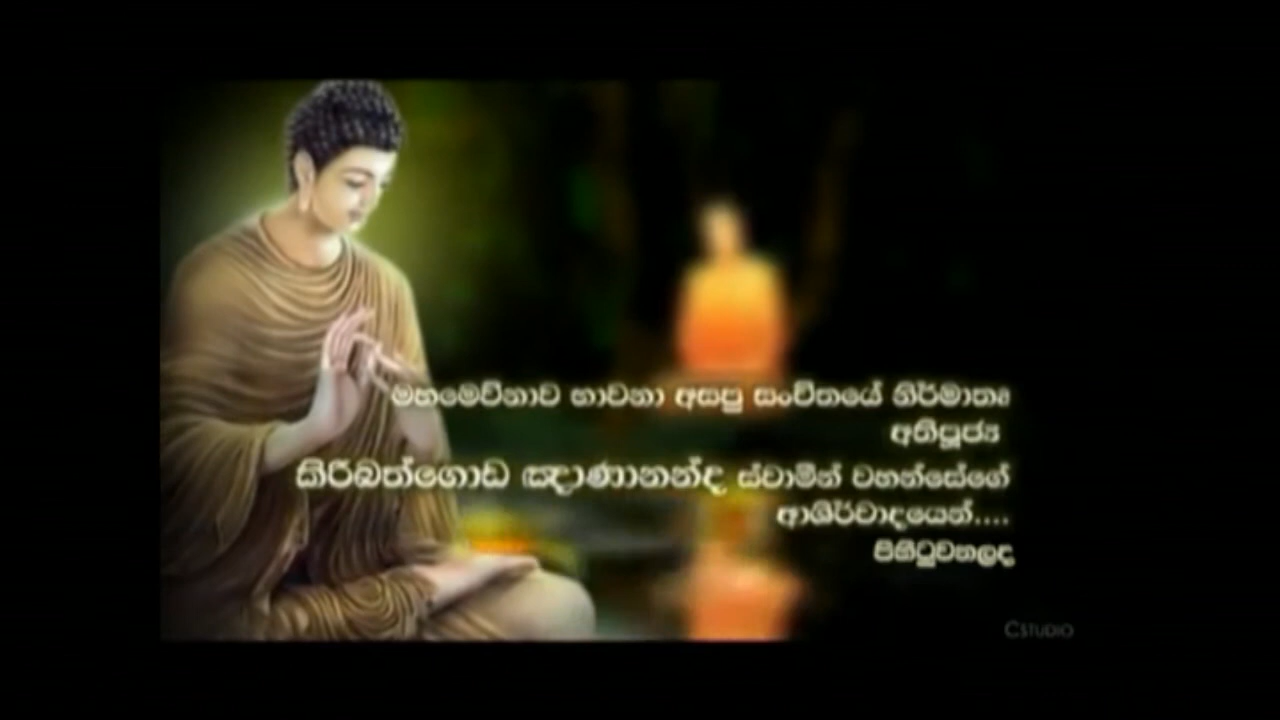 මහමෙව්නාව භාවනා අසපු සංචිතයේ නිර්මාතෘ
අතිපූජ්‍ය
කිරිබත්ගොඩ ඤාණානන්ද ස්වාමීන් වහන්සේගේ
ආශිර්වාදයෙන්....
පිහිටුවනලද
CSTUDIO